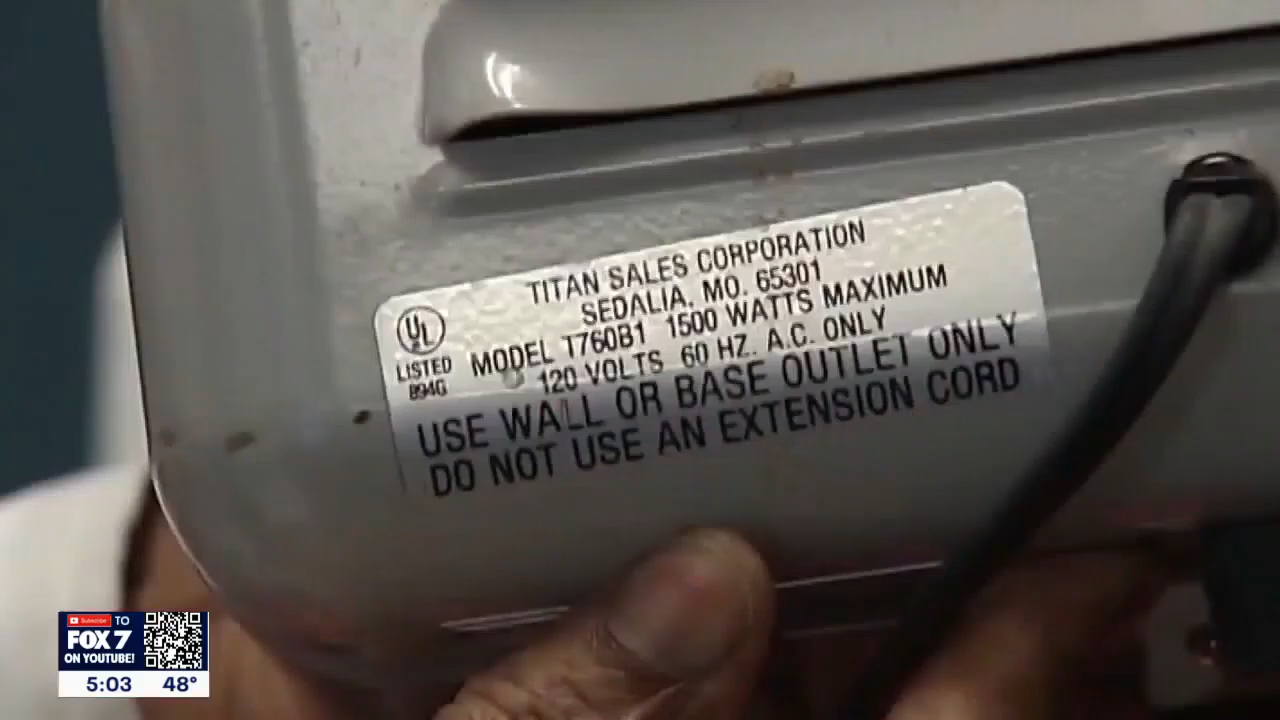 TITAN SALES CORPORATION
SEDALIA, MO. 65301
MODEL T760B1 1500 WATTS MAXIMUM
120 VOLTS 60 HZ. A.C. ONLY
USE WALL OR BASE OUTLET ONLY
DO NOT USE AN EXTENSION CORD
UL
LISTED
894G
Subscribe TO
FOX 7
ON YOUTUBE!
5:03 48°